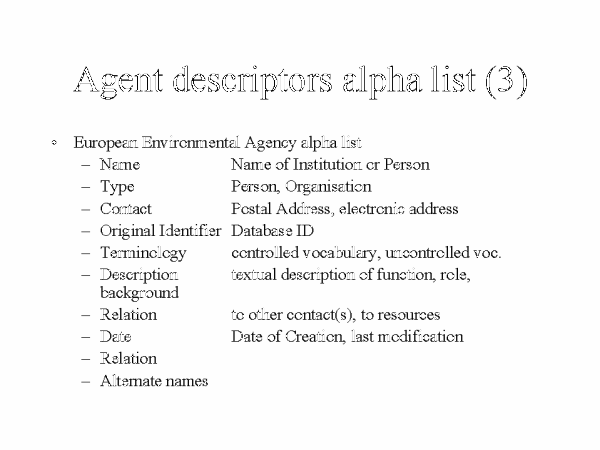 Agent descriptors alpha list (3)
◦ European Environmental Agency alpha list
– Name Name of Institution or Person
– Type Person, Organisation
– Contact Postal Address, electronic address
– Original Identifier Database ID
– Terminology controlled vocabulary, uncontrolled voc.
– Description textual description of function, role,
background
– Relation to other contact(s), to resources
– Date Date of Creation, last modification
– Relation
– Alternate names